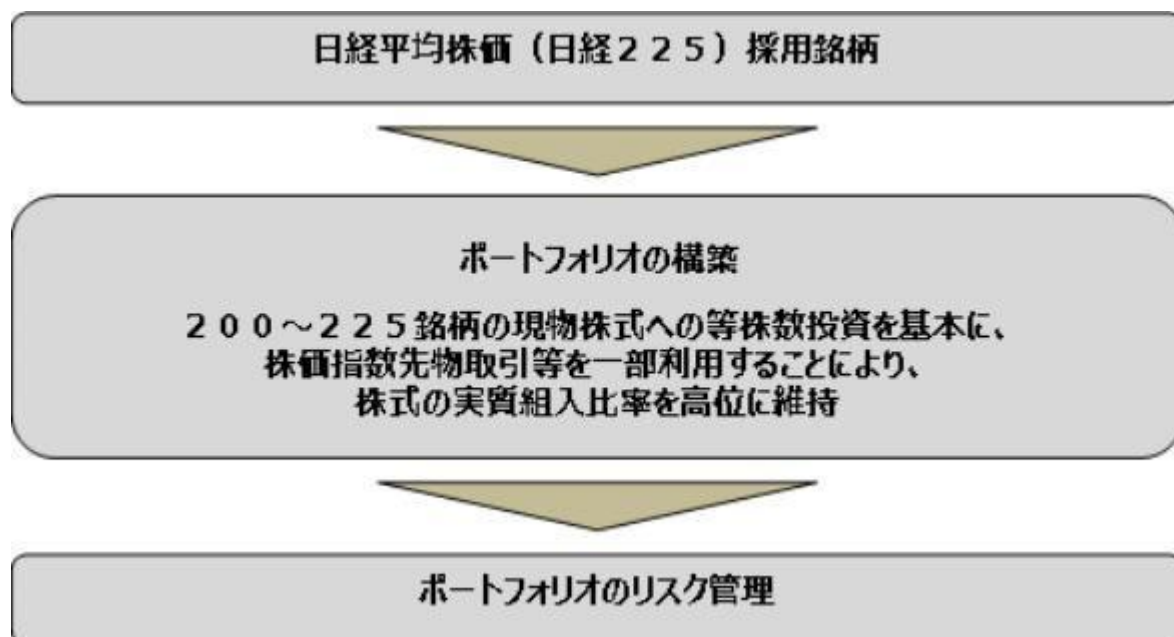 日経平均株価（日経２２５）採用銘柄
ポートフォリオの構築
２００～２２５銘柄の現物株式への等株数投資を基本に、
株価指数先物取引等を一部利用することにより、
株式の実質組入比率を高位に維持
ポートフォリオのリスク管理